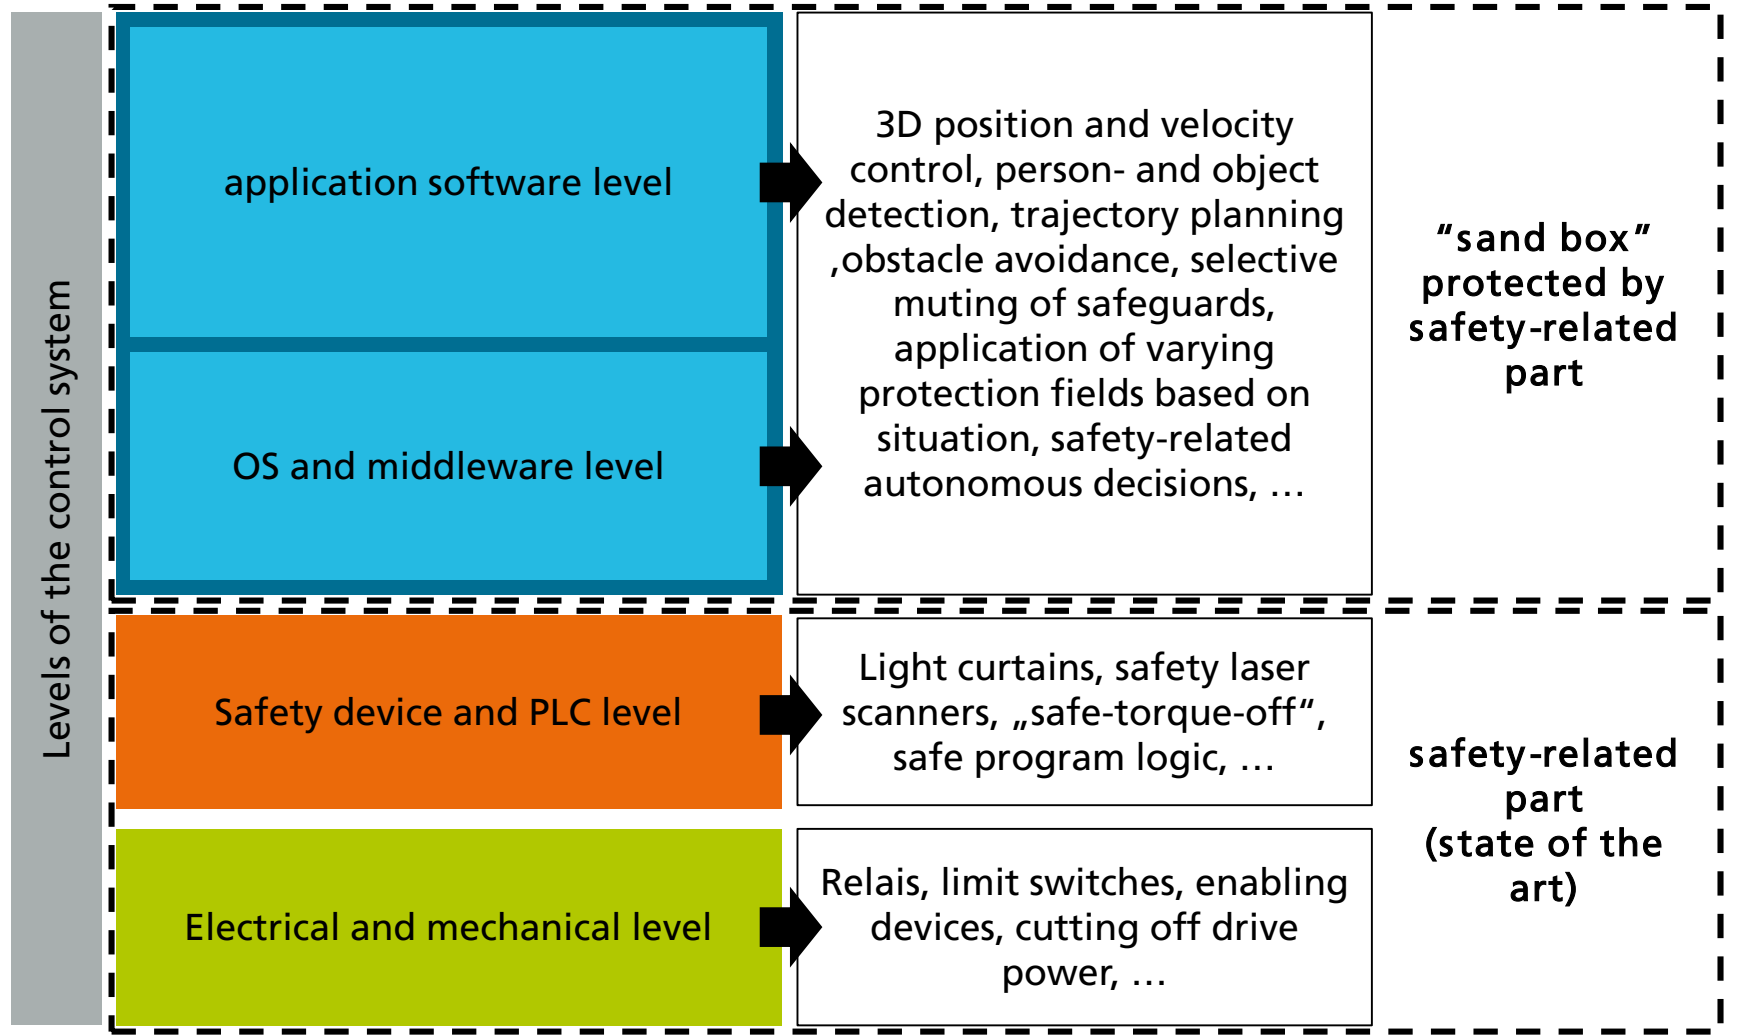 Levels of the control system
application software level
OS and middleware level
3D position and velocity
control, person- and object
detection, trajectory planning
,obstacle avoidance, selective
muting of safeguards,
application of varying
protection fields based on
situation, safety-related
autonomous decisions, …
“sand box”
protected by
safety-related
part
Safety device and PLC level
Light curtains, safety laser
scanners, „safe-torque-off“,
safe program logic, …
Electrical and mechanical level
Relais, limit switches, enabling
devices, cutting off drive
power, …
safety-related
part
(state of the
art)